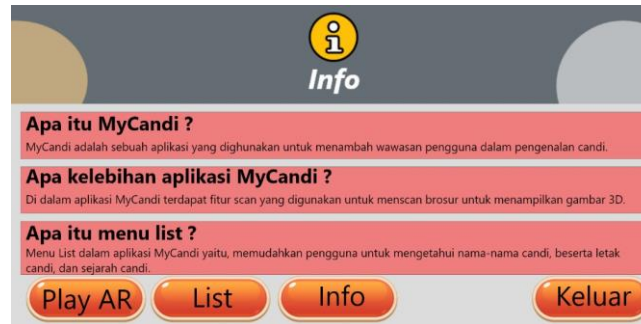 Info
Apa itu MyCandi ?
MyCandi adalah sebuah aplikasi yang dighunakan untuk menambah wawasan pengguna dalam pengenalan candi.
Apa kelebihan aplikasi MyCandi ?
Di dalam aplikasi MyCandi terdapat fitur scan yang digunakan untuk menscan brosur untuk menampilkan gambar 3D.
Apa itu menu list ?
Menu List dalam aplikasi MyCandi yaitu, memudahkan pengguna untuk mengetahui nama-nama candi, beserta letak
candi, dan sejarah candi.
Play AR List Info Keluar